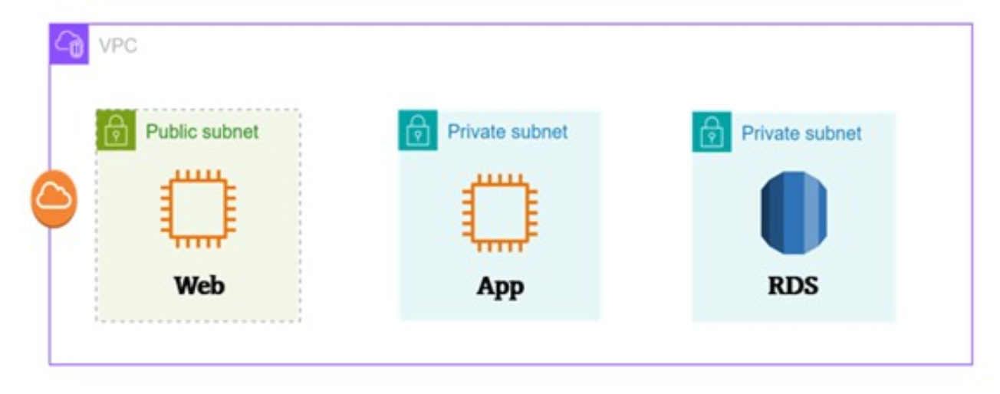 VPC
Public subnet
Private subnet
Private subnet
Web
App
RDS